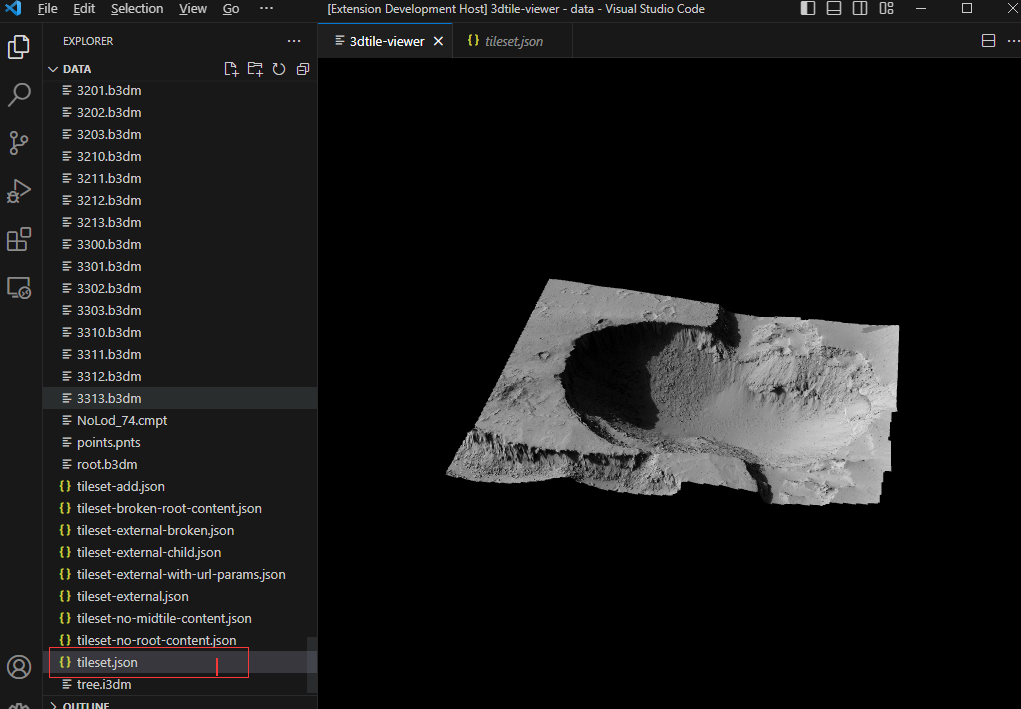 File Edit Selection View Go ··· [Extension Development Host] 3dtile-viewer - data - Visual Studio Code
EXPLORER ···
3dtile-viewer
{} tileset.json
DATA
3201.b3dm
3202.b3dm
3203.b3dm
3210.b3dm
3211.b3dm
3212.b3dm
3213.b3dm
3300.b3dm
3301.b3dm
3302.b3dm
3303.b3dm
3310.b3dm
3311.b3dm
3312.b3dm
3313.b3dm
NoLod_74.cmpt
points.pnts
root.b3dm
{} tileset-add.json
{} tileset-broken-root-content.json
{} tileset-external-broken.json
{} tileset-external-child.json
{} tileset-external-with-url-params.json
{} tileset-external.json
{} tileset-no-midtile-content.json
{} tileset-no-root-content.json
{} tileset.json
tree.i3dm
OUTLINE